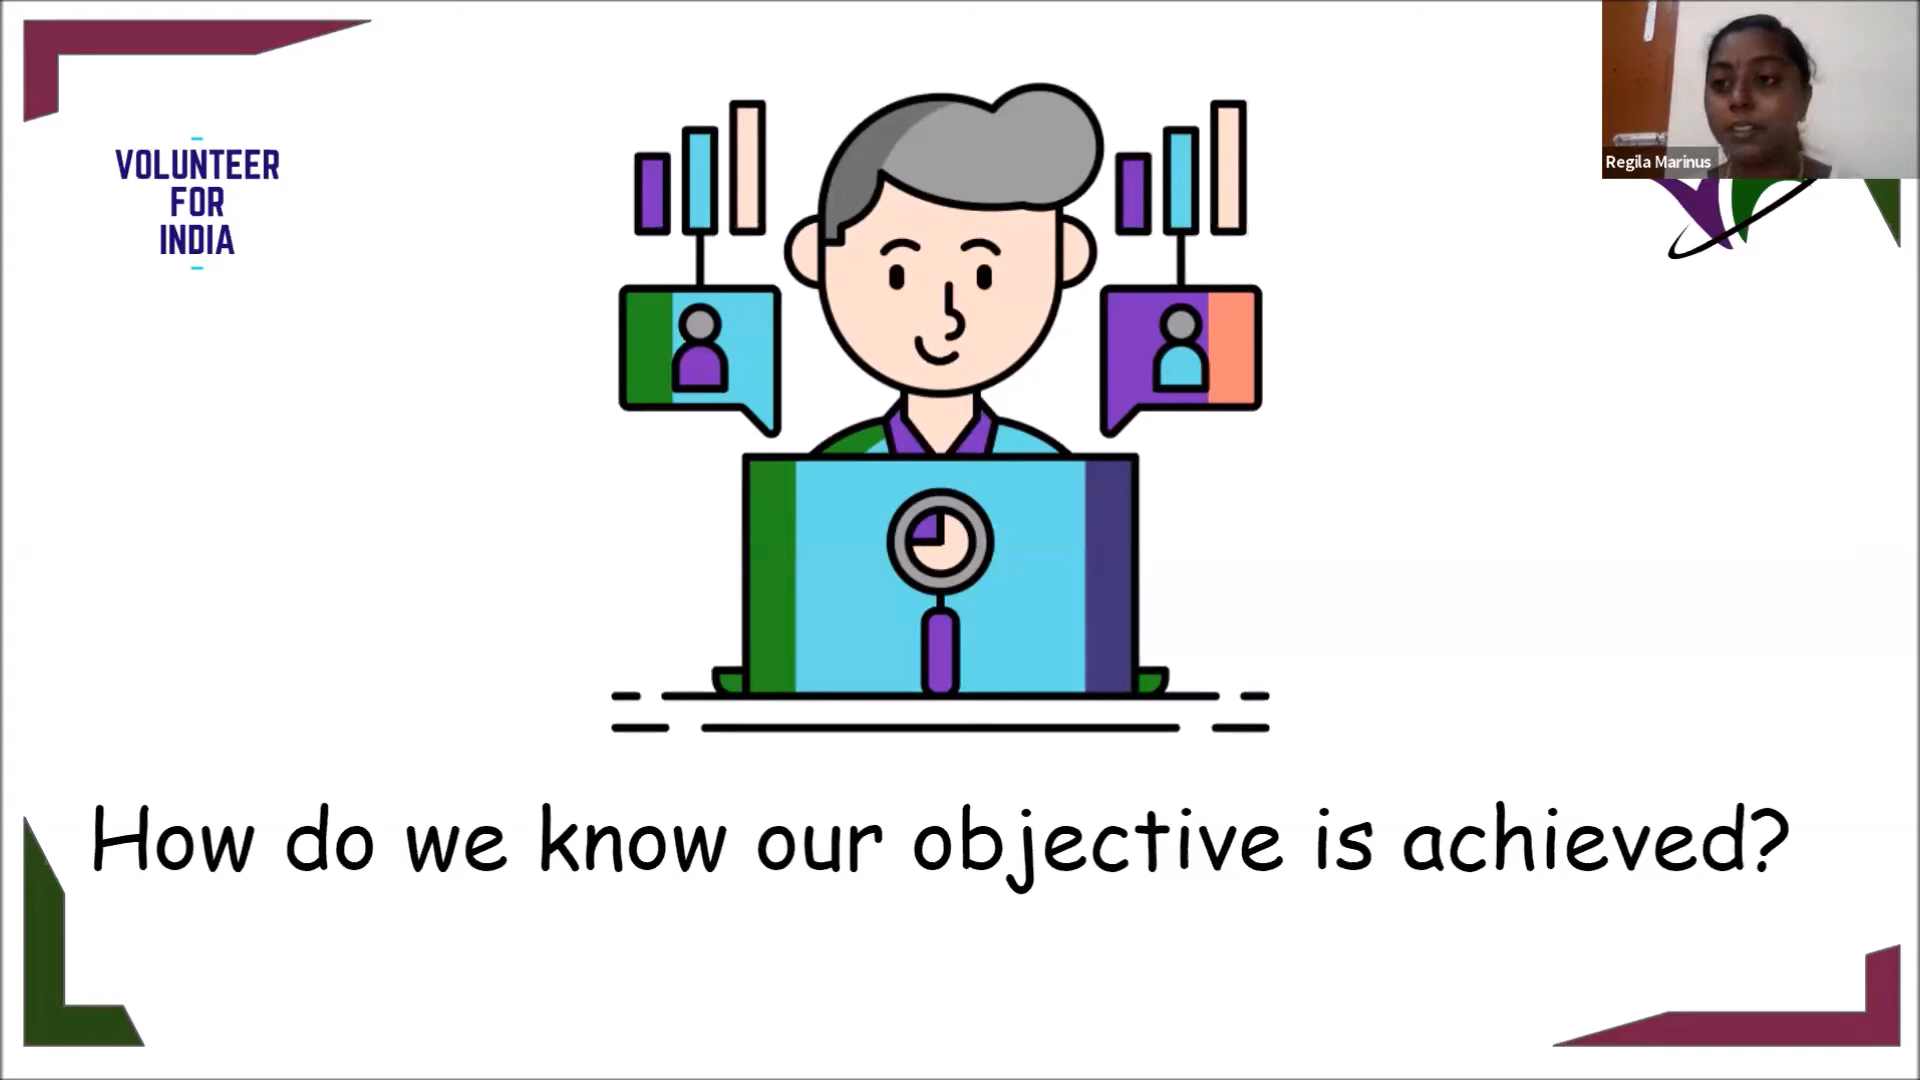 VOLUNTEER
FOR
INDIA
Regila Marinus
How do we know our objective is achieved?